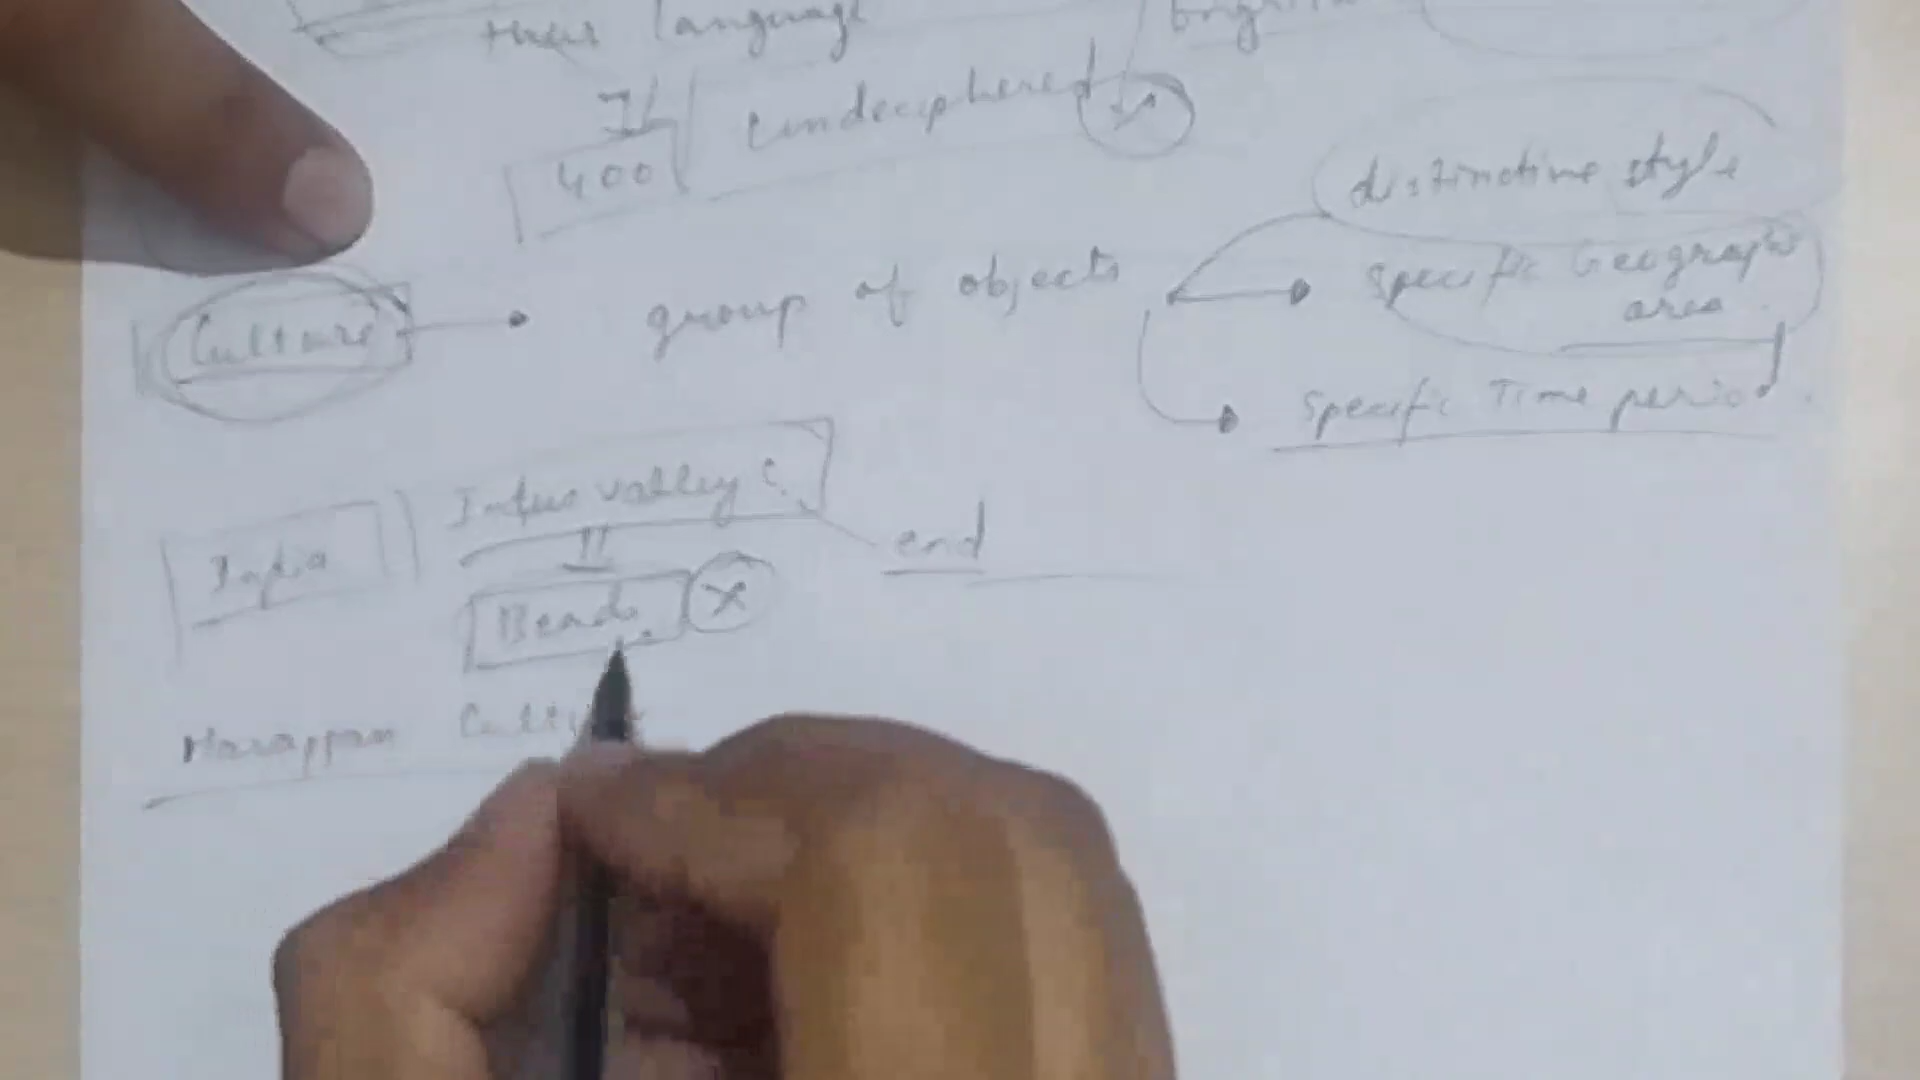 their language
400
undeciphered
distinctive style
Culture
group of objects
specific Geographi
area
specific Time period.
Indus valley C.
end
India
Beads
Harappan